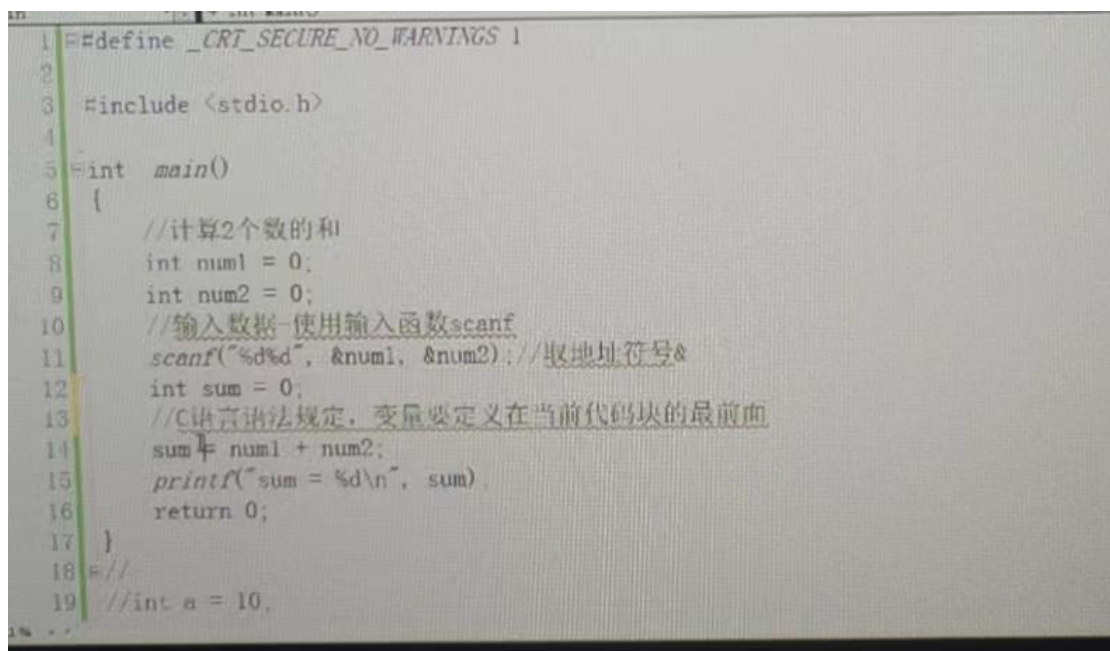 1 #define _CRT_SECURE_NO_WARNINGS 1
2
3 #include <stdio.h>
4
5 int main()
6 {
7 //计算2个数的和
8 int num1 = 0;
9 int num2 = 0;
10 //输入数据-使用输入函数scanf
11 scanf("%d%d", &num1, &num2);//取地址符号&
12 int sum = 0;
13 //C语言语法规定，变量要定义在当前代码块的最前面
14 sum = num1 + num2;
15 printf("sum = %d\n", sum)
16 return 0;
17 }
18 //
19 //int a = 10,